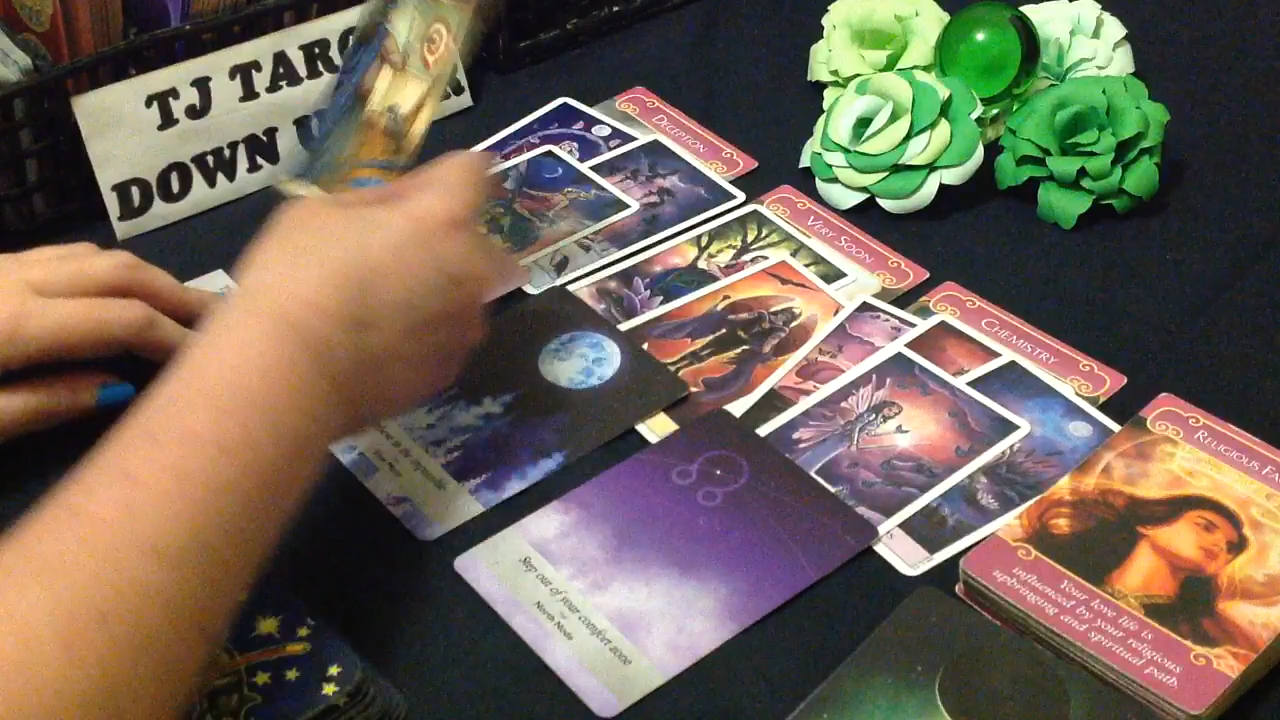 TJ TARO
DOWN
DECEPTION
VERY SOON
CHEMISTRY
RELIGIOUS FA
Your love life is
influenced by your religious
upbringing and spiritual path.
Step out of your comfort zone
North Node